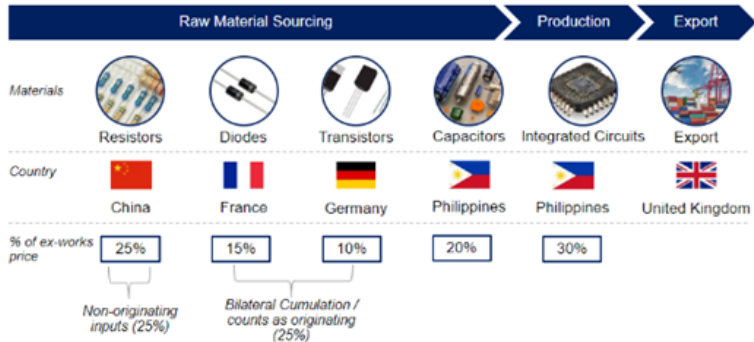 Raw Material Sourcing Production Export
Materials
Resistors Diodes Transistors Capacitors Integrated Circuits Export
Country
China France Germany Philippines Philippines United Kingdom
% of ex-works
price
25% 15% 10% 20% 30%
Non-originating
inputs (25%)
Bilateral Cumulation /
counts as originating
(25%)